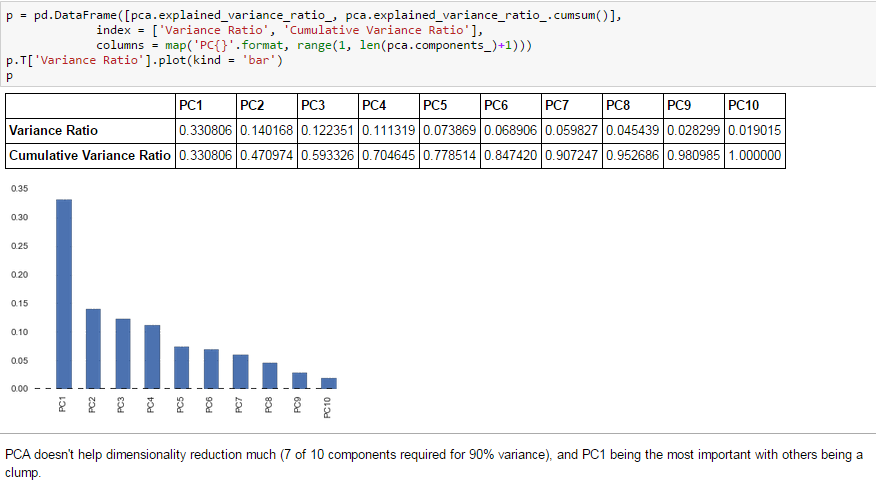 p = pd.DataFrame([pca.explained_variance_ratio_, pca.explained_variance_ratio_.cumsum()],
index = ['Variance Ratio', 'Cumulative Variance Ratio'],
columns = map('PC{}'.format, range(1, len(pca.components_)+1)))
p.T['Variance Ratio'].plot(kind = 'bar')
p
PC1 PC2 PC3 PC4 PC5 PC6 PC7 PC8 PC9 PC10
Variance Ratio 0.330806 0.140168 0.122351 0.111319 0.073869 0.068906 0.059827 0.045439 0.028299 0.019015
Cumulative Variance Ratio 0.330806 0.470974 0.593326 0.704645 0.778514 0.847420 0.907247 0.952686 0.980985 1.000000
0.35
0.30
0.25
0.20
0.15
0.10
0.05
0.00
PC1 PC2 PC3 PC4 PC5 PC6 PC7 PC8 PC9 PC10
PCA doesn't help dimensionality reduction much (7 of 10 components required for 90% variance), and PC1 being the most important with others being a
clump.